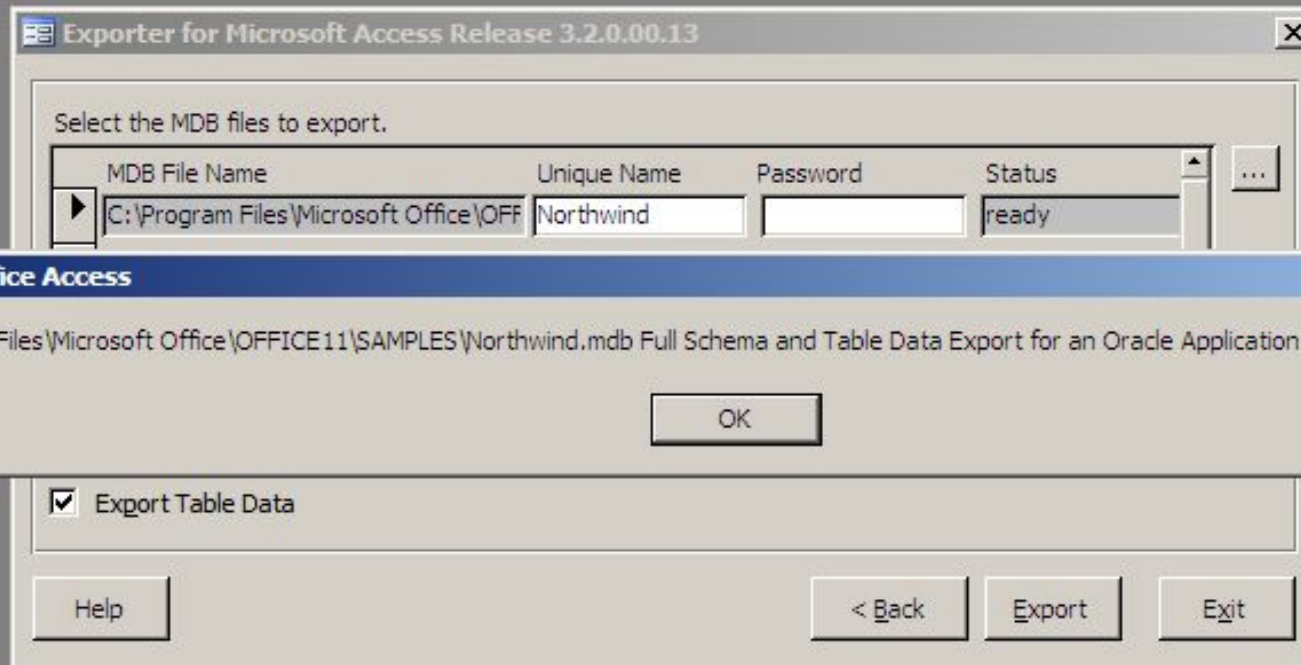 Exporter for Microsoft Access Release 3.2.0.00.13
Select the MDB files to export.
MDB File Name Unique Name Password Status
...
C:\Program Files\Microsoft Office\OFF Northwind ready
ice Access
Files\Microsoft Office\OFFICE11\SAMPLES\Northwind.mdb Full Schema and Table Data Export for an Oracle Application
OK
Export Table Data
Help < Back Export Exit